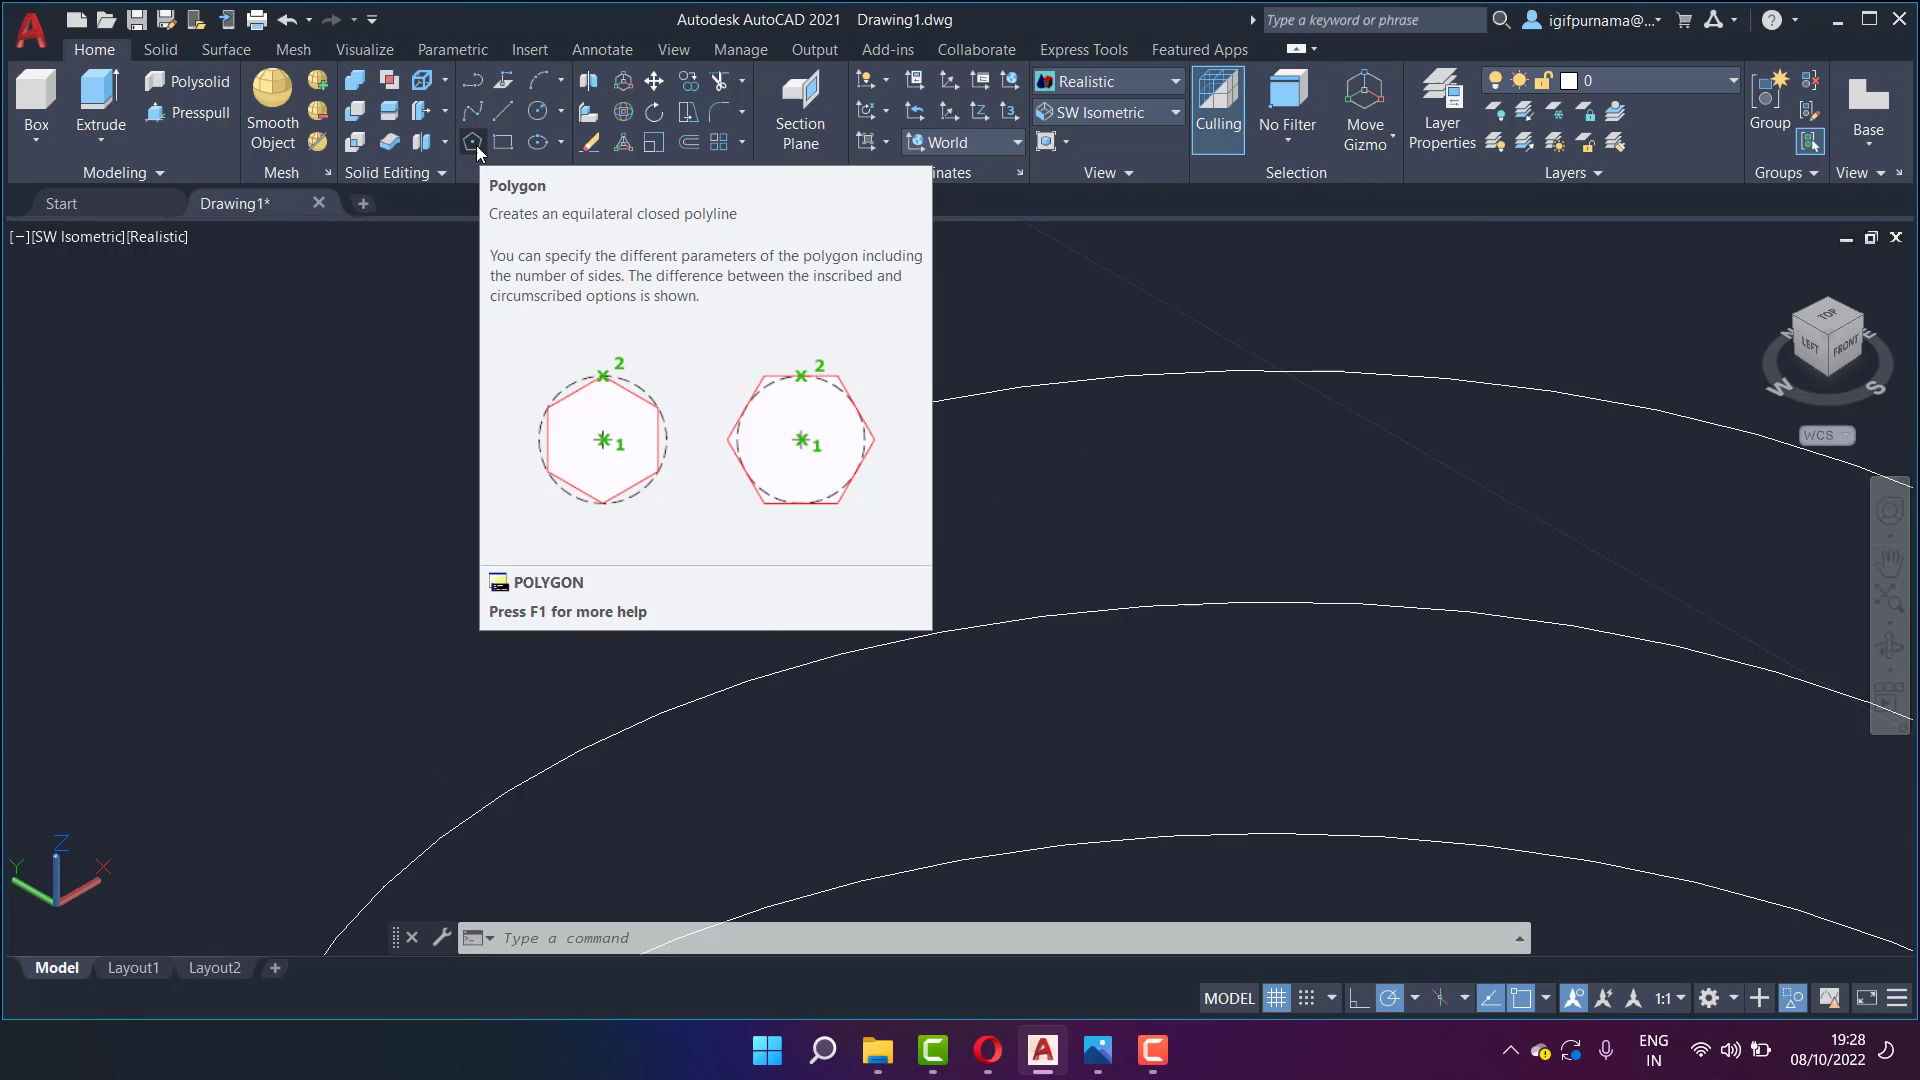 Autodesk AutoCAD 2021 Drawing1.dwg
Type a keyword or phrase
igifpurnama@...
Home Solid Surface Mesh Visualize Parametric Insert Annotate View Manage Output Add-ins Collaborate Express Tools Featured Apps
Box
Extrude
Polysolid
Presspull
Smooth
Object
Section
Plane
World
Realistic
SW Isometric
Culling
No Filter
Move
Gizmo
Layer
Properties
0
Group
Base
Modeling Mesh Solid Editing inates View Selection Layers Groups View
Start
Drawing1*
[−][SW Isometric][Realistic]
Polygon
Creates an equilateral closed polyline
You can specify the different parameters of the polygon including
the number of sides. The difference between the inscribed and
circumscribed options is shown.
2
1
2
1
POLYGON
Press F1 for more help
TOP
LEFT
FRONT
N
E
W
S
WCS
Z
Y
X
Type a command
Model Layout1 Layout2
MODEL
1:1
ENG
IN
19:28
08/10/2022